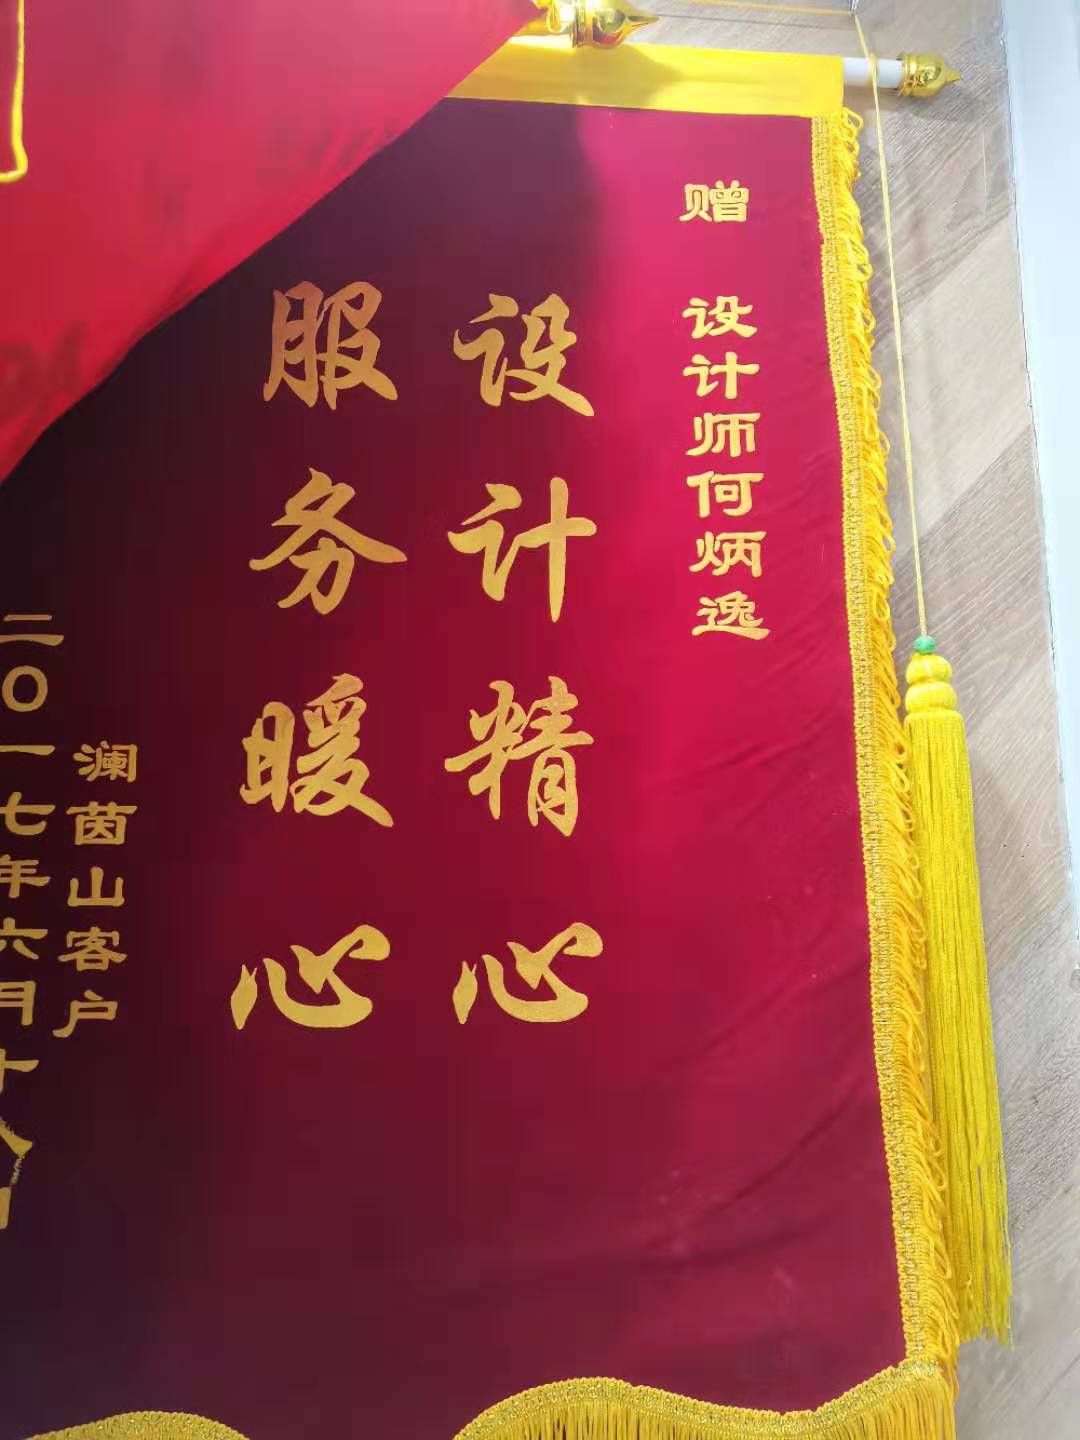 赠 设计师何炳逸
设计精心
服务暖心
澜茵山客户
二〇一七年六月十